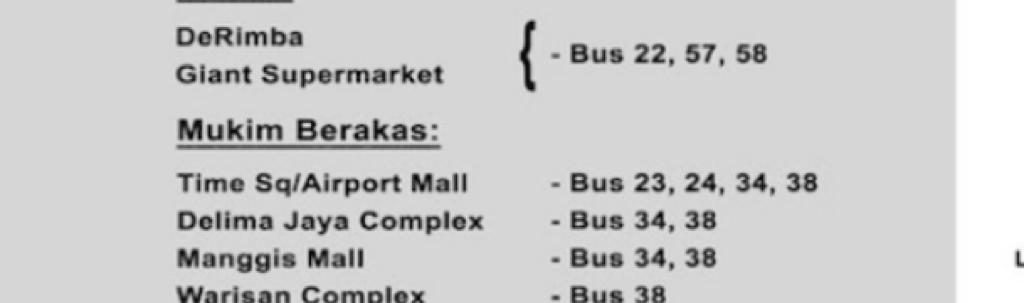 DeRimba
Giant Supermarket
{ - Bus 22, 57, 58
Mukim Berakas:
Time Sq/Airport Mall - Bus 23, 24, 34, 38
Delima Jaya Complex - Bus 34, 38
Manggis Mall - Bus 34, 38
Warisan Complex - Bus 38